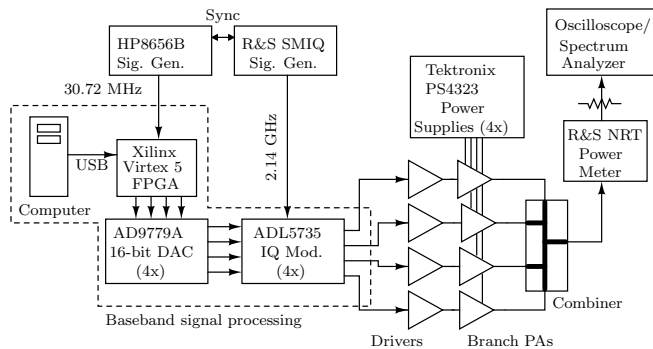 Sync
HP8656B
Sig. Gen.
R&S SMIQ
Sig. Gen.
Oscilloscope/
Spectrum
Analyzer
30.72 MHz
2.14 GHz
Tektronix
PS4323
Power
Supplies (4x)
R&S NRT
Power
Meter
USB
Xilinx
Virtex 5
FPGA
Computer
AD9779A
16-bit DAC
(4x)
ADL5735
IQ Mod.
(4x)
Combiner
Baseband signal processing
Drivers
Branch PAs